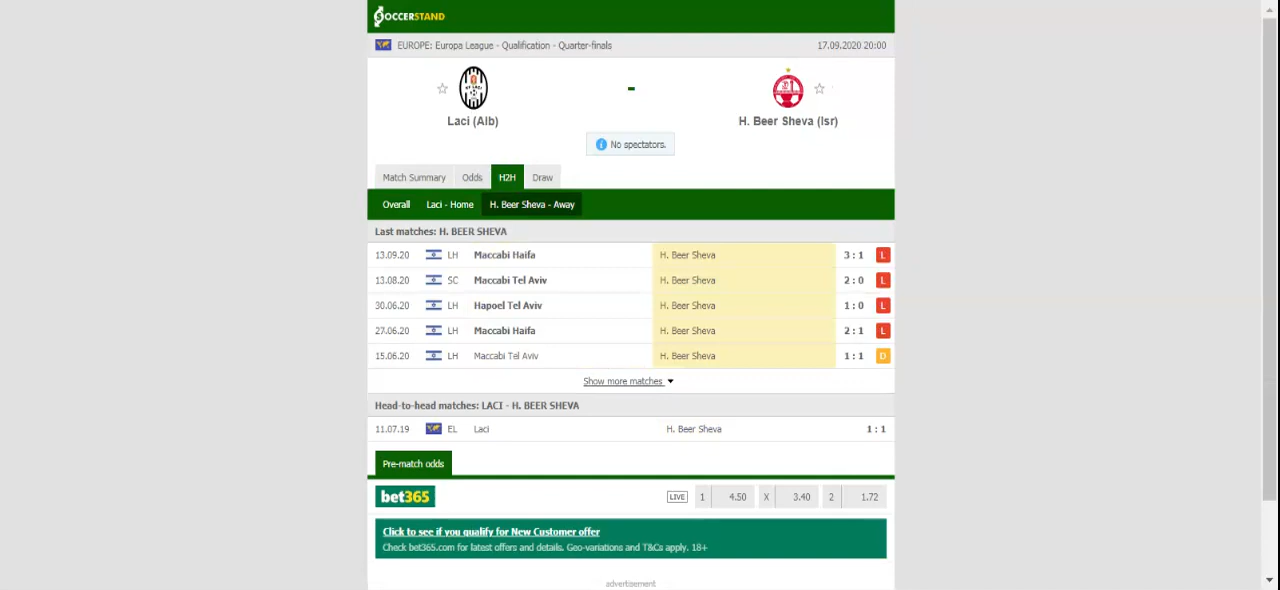 SOCCERSTAND
EUROPE: Europa League - Qualification - Quarter-finals 17.09.2020 20:00
-
Laci (Alb) H. Beer Sheva (Isr)
No spectators.
Match Summary Odds H2H Draw
Overall Laci - Home H. Beer Sheva - Away
Last matches: H. BEER SHEVA
13.09.20 LH Maccabi Haifa H. Beer Sheva 3 : 1 L
13.08.20 SC Maccabi Tel Aviv H. Beer Sheva 2 : 0 L
30.06.20 LH Hapoel Tel Aviv H. Beer Sheva 1 : 0 L
27.06.20 LH Maccabi Haifa H. Beer Sheva 2 : 1 L
15.06.20 LH Maccabi Tel Aviv H. Beer Sheva 1 : 1 D
Show more matches
Head-to-head matches: LACI - H. BEER SHEVA
11.07.19 EL Laci H. Beer Sheva 1 : 1
Pre-match odds
bet365 LIVE 1 4.50 X 3.40 2 1.72
Click to see if you qualify for New Customer offer
Check bet365.com for latest offers and details. Geo-variations and T&Cs apply. 18+
advertisement